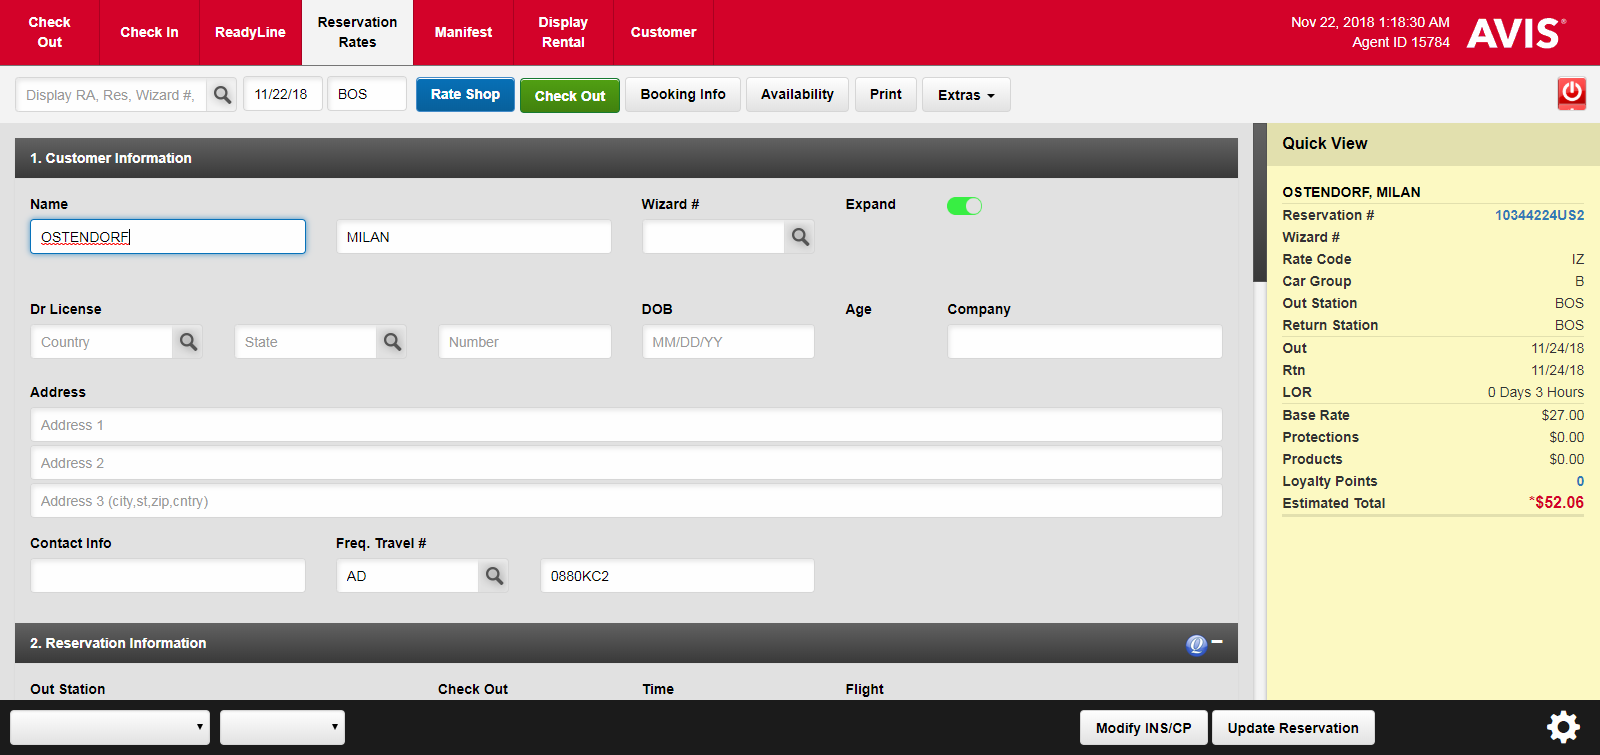 Check Out
Check In
ReadyLine
Reservation Rates
Manifest
Display Rental
Customer
Nov 22, 2018 1:18:30 AM
Agent ID 15784
AVIS
Display RA, Res, Wizard #,
11/22/18
BOS
Rate Shop
Check Out
Booking Info
Availability
Print
Extras
1. Customer Information
Name
Wizard #
Expand
OSTENDORF
MILAN
Dr License
DOB
Age
Company
Country
State
Number
MM/DD/YY
Address
Address 1
Address 2
Address 3 (city,st,zip,cntry)
Contact Info
Freq. Travel #
AD
0880KC2
2. Reservation Information
Out Station
Check Out
Time
Flight
Quick View
OSTENDORF, MILAN
Reservation # 10344224US2
Wizard #
Rate Code IZ
Car Group B
Out Station BOS
Return Station BOS
Out 11/24/18
Rtn 11/24/18
LOR 0 Days 3 Hours
Base Rate $27.00
Protections $0.00
Products $0.00
Loyalty Points 0
Estimated Total *$52.06
Modify INS/CP
Update Reservation